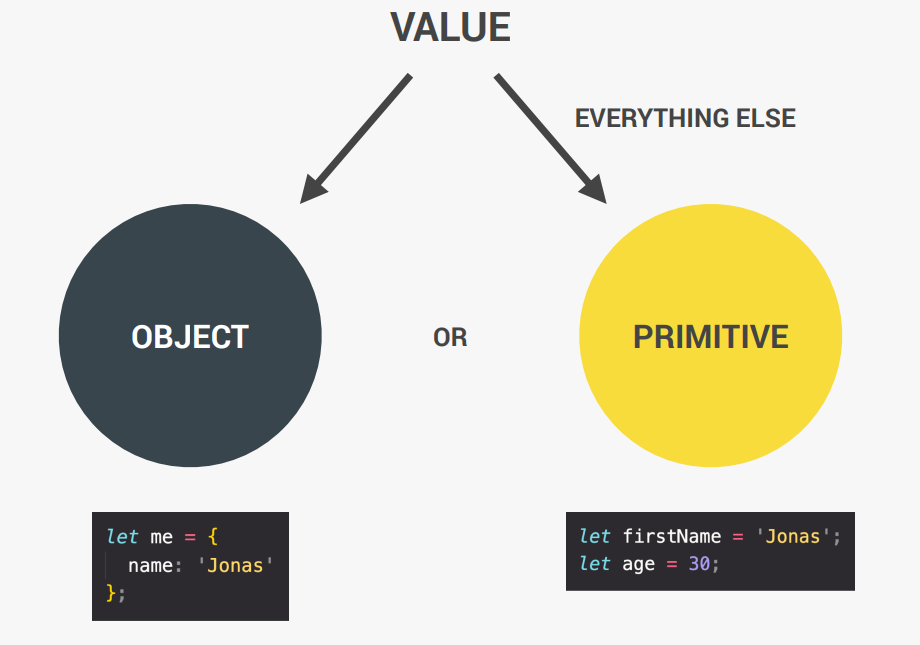 VALUE
EVERYTHING ELSE
OBJECT
OR
PRIMITIVE
let me = {
  name: 'Jonas'
};
let firstName = 'Jonas';
let age = 30;